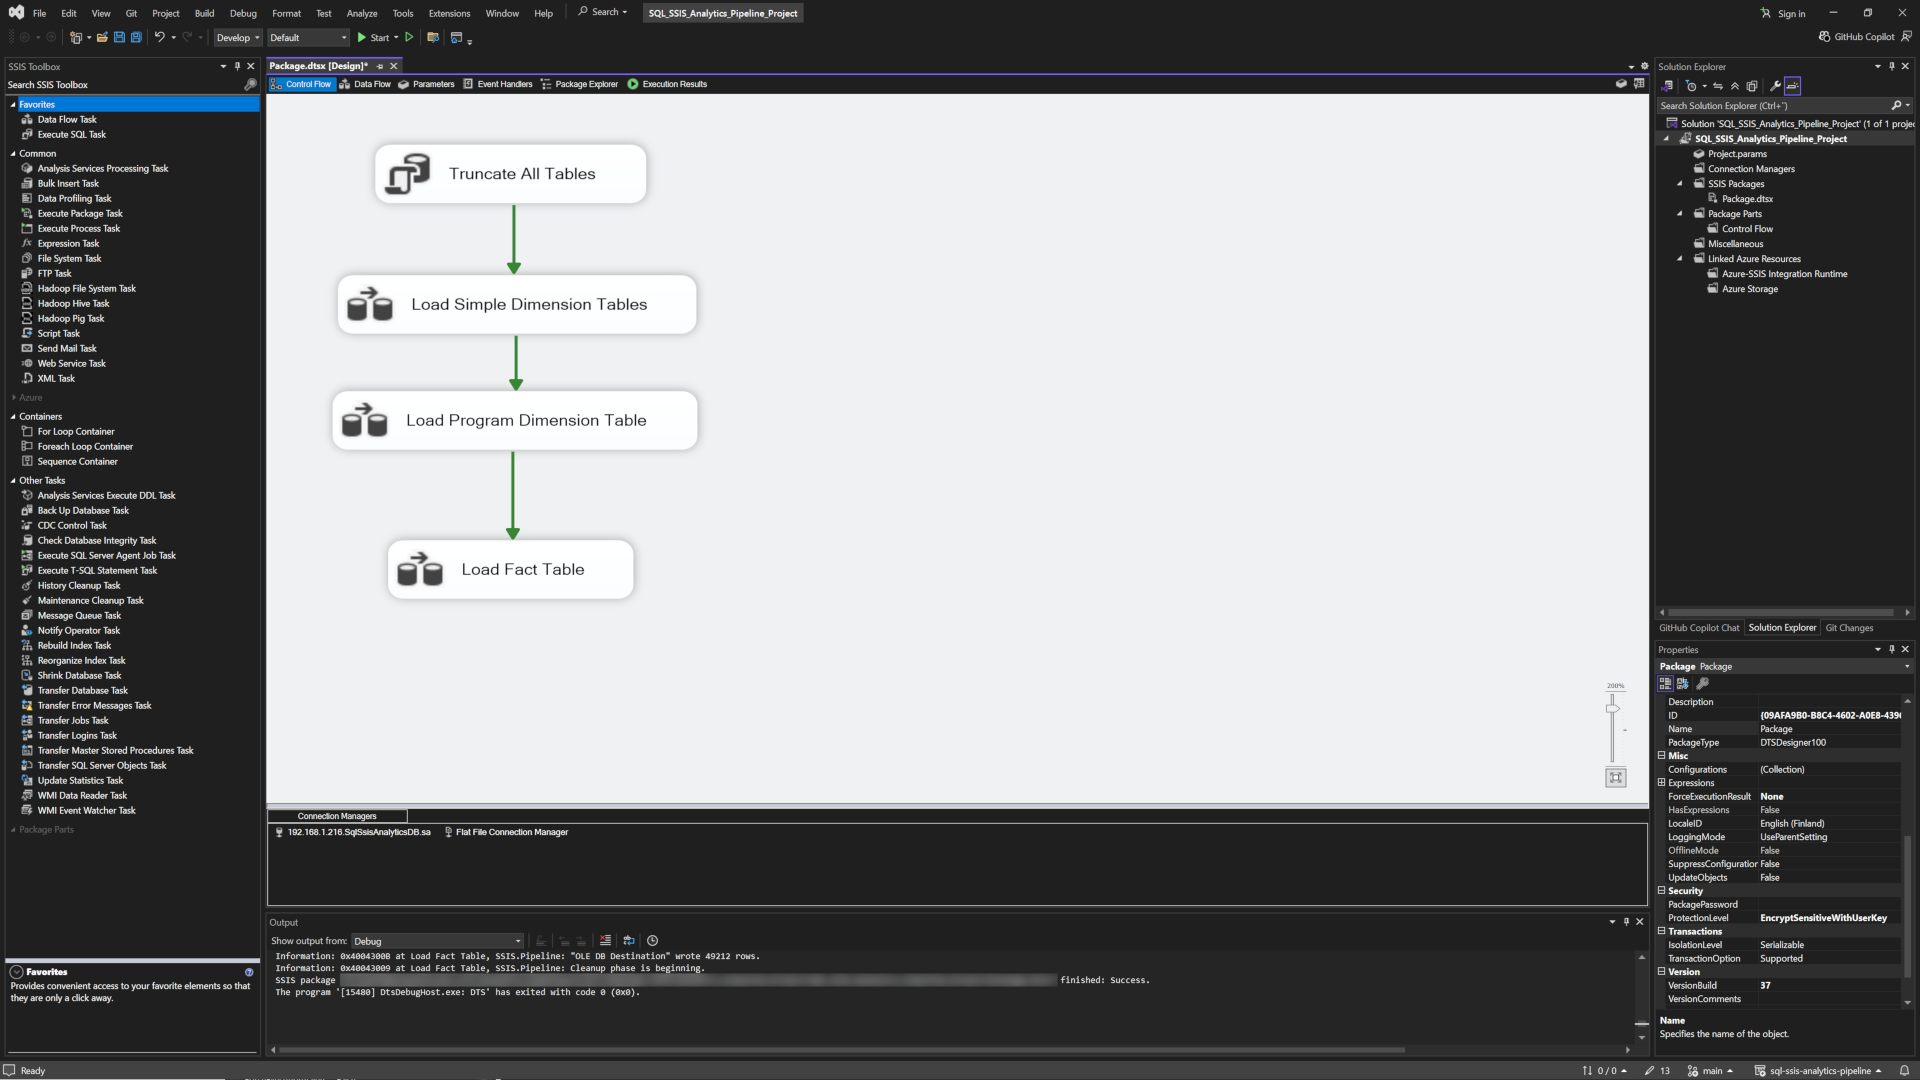 File Edit View Git Project Build Debug Format Test Analyze Tools Extensions Window Help Search SQL_SSIS_Analytics_Pipeline_Project Sign in
Develop Default Start GitHub Copilot
SSIS Toolbox
Search SSIS Toolbox
Favorites
Data Flow Task
Execute SQL Task
Common
Analysis Services Processing Task
Bulk Insert Task
Data Profiling Task
Execute Package Task
Execute Process Task
Expression Task
File System Task
FTP Task
Hadoop File System Task
Hadoop Hive Task
Hadoop Pig Task
Script Task
Send Mail Task
Web Service Task
XML Task
Azure
Containers
For Loop Container
Foreach Loop Container
Sequence Container
Other Tasks
Analysis Services Execute DDL Task
Back Up Database Task
CDC Control Task
Check Database Integrity Task
Execute SQL Server Agent Job Task
Execute T-SQL Statement Task
History Cleanup Task
Maintenance Cleanup Task
Message Queue Task
Notify Operator Task
Rebuild Index Task
Reorganize Index Task
Shrink Database Task
Transfer Database Task
Transfer Error Messages Task
Transfer Jobs Task
Transfer Logins Task
Transfer Master Stored Procedures Task
Transfer SQL Server Objects Task
Update Statistics Task
WMI Data Reader Task
WMI Event Watcher Task
Package Parts
Favorites
Provides convenient access to your favorite elements so that
they are only a click away.
Package.dtsx [Design]*
Control Flow Data Flow Parameters Event Handlers Package Explorer Execution Results
Truncate All Tables
Load Simple Dimension Tables
Load Program Dimension Table
Load Fact Table
200%
Connection Managers
192.168.1.216.SqlSsisAnalyticsDB.sa Flat File Connection Manager
Output
Show output from: Debug
Information: 0x4004300B at Load Fact Table, SSIS.Pipeline: "OLE DB Destination" wrote 49212 rows.
Information: 0x40043009 at Load Fact Table, SSIS.Pipeline: Cleanup phase is beginning.
SSIS package finished: Success.
The program '[15480] DtsDebugHost.exe: DTS' has exited with code 0 (0x0).
Solution Explorer
Search Solution Explorer (Ctrl+¨)
Solution 'SQL_SSIS_Analytics_Pipeline_Project' (1 of 1 projec
SQL_SSIS_Analytics_Pipeline_Project
Project.params
Connection Managers
SSIS Packages
Package.dtsx
Package Parts
Control Flow
Miscellaneous
Linked Azure Resources
Azure-SSIS Integration Runtime
Azure Storage
GitHub Copilot Chat Solution Explorer Git Changes
Properties
Package Package
Description
ID {09AFA9B0-B8C4-4602-A0E8-439
Name Package
PackageType DTSDesigner100
Misc
Configurations (Collection)
Expressions
ForceExecutionResult None
HasExpressions False
LocaleID English (Finland)
LoggingMode UseParentSetting
OfflineMode False
SuppressConfiguration False
UpdateObjects False
Security
PackagePassword
ProtectionLevel EncryptSensitiveWithUserKey
Transactions
IsolationLevel Serializable
TransactionOption Supported
Version
VersionBuild 37
VersionComments
Name
Specifies the name of the object.
Ready 0 / 0 13 main sql-ssis-analytics-pipeline